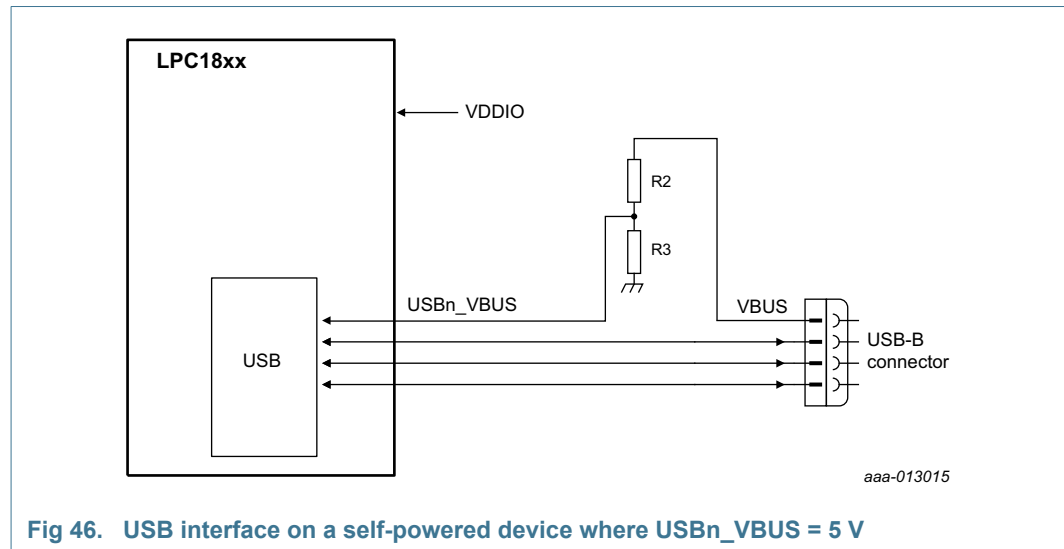 LPC18xx
VDDIO
R2
R3
USBn_VBUS
VBUS
USB
USB-B
connector
aaa-013015
Fig 46. USB interface on a self-powered device where USBn_VBUS = 5 V